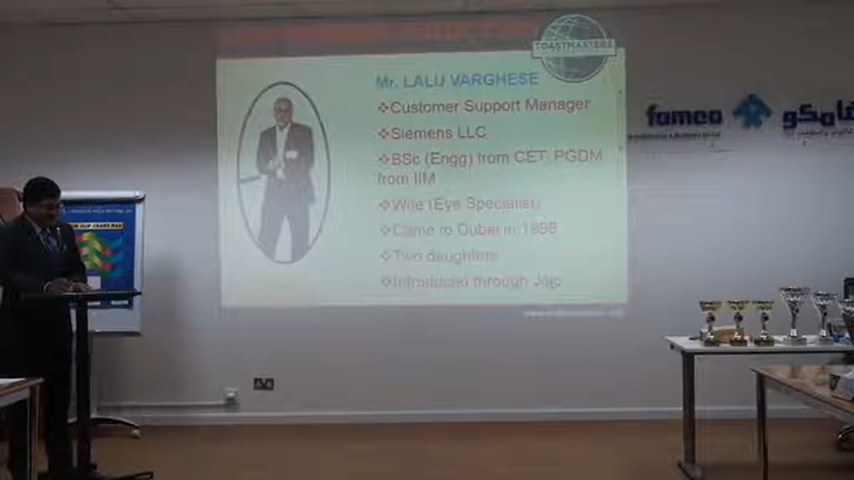 TOASTMASTERS
Mr. LALIJ VARGHESE
❖Customer Support Manager
❖Siemens LLC
❖BSc (Engg) from CET, PGDM
from IIM
❖Wife (Eye Specialist)
❖Came to Dubai in 1998
❖Two daughters
❖Introduced through Jojo
famco
فامكو